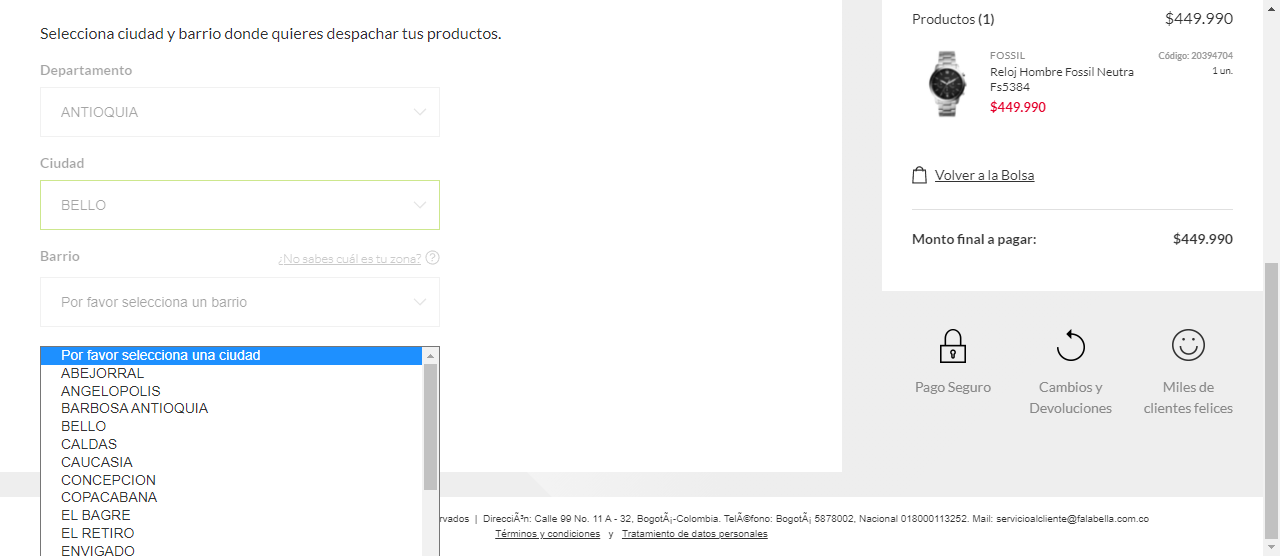 Selecciona ciudad y barrio donde quieres despachar tus productos.
Departamento
ANTIOQUIA
Ciudad
BELLO
Barrio
¿No sabes cuál es tu zona? ?
Por favor selecciona un barrio
Por favor selecciona una ciudad
ABEJORRAL
ANGELOPOLIS
BARBOSA ANTIOQUIA
BELLO
CALDAS
CAUCASIA
CONCEPCION
COPACABANA
EL BAGRE
EL RETIRO
ENVIGADO
Productos (1) $449.990
FOSSIL Código: 20394704
Reloj Hombre Fossil Neutra 1 un.
Fs5384
$449.990
Volver a la Bolsa
Monto final a pagar: $449.990
Pago Seguro
Cambios y
Devoluciones
Miles de
clientes felices
rvados | DirecciÃ³n: Calle 99 No. 11 A - 32, BogotÃ¡-Colombia. TelÃ©fono: BogotÃ¡ 5878002, Nacional 018000113252. Mail: servicioalcliente@falabella.com.co
Términos y condiciones y Tratamiento de datos personales